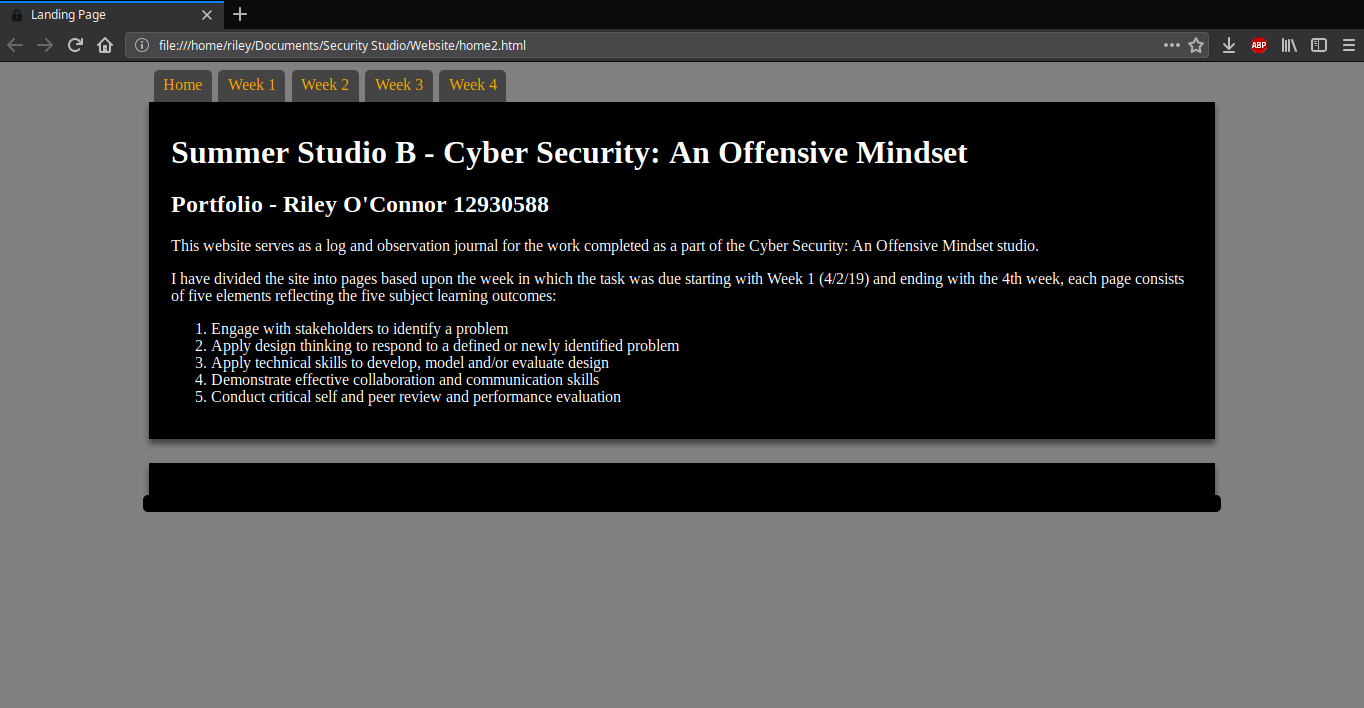 Landing Page
file:///home/riley/Documents/Security Studio/Website/home2.html
ABP
Home Week 1 Week 2 Week 3 Week 4
Summer Studio B - Cyber Security: An Offensive Mindset
Portfolio - Riley O'Connor 12930588
This website serves as a log and observation journal for the work completed as a part of the Cyber Security: An Offensive Mindset studio.
I have divided the site into pages based upon the week in which the task was due starting with Week 1 (4/2/19) and ending with the 4th week, each page consists
of five elements reflecting the five subject learning outcomes:
1. Engage with stakeholders to identify a problem
2. Apply design thinking to respond to a defined or newly identified problem
3. Apply technical skills to develop, model and/or evaluate design
4. Demonstrate effective collaboration and communication skills
5. Conduct critical self and peer review and performance evaluation